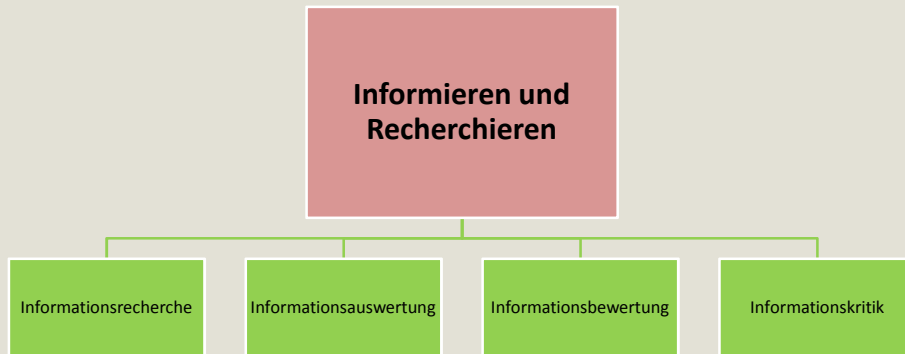 Informieren und
Recherchieren
Informationsrecherche
Informationsauswertung
Informationsbewertung
Informationskritik